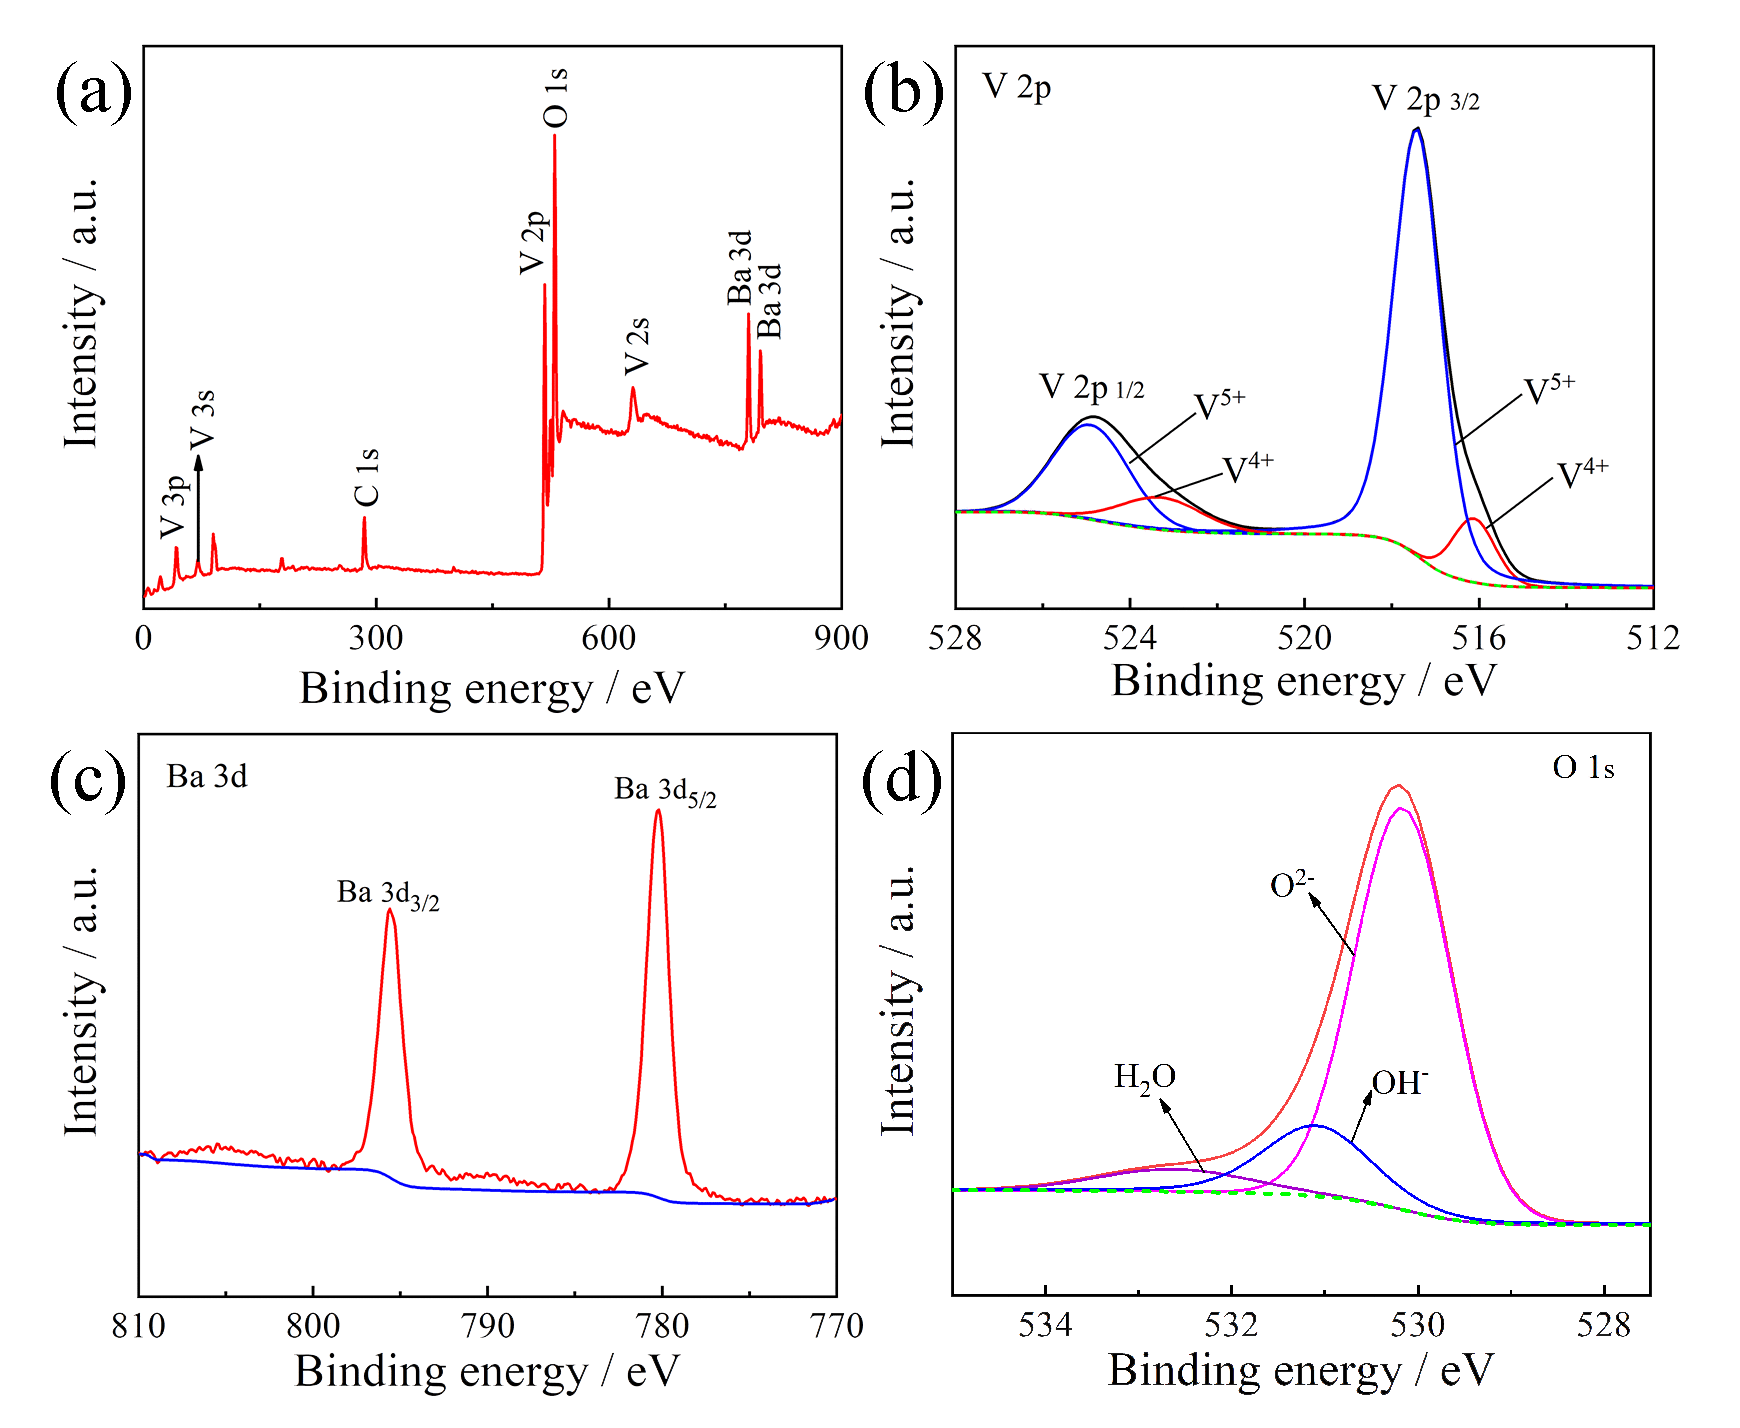 (a)
O 1s
V 2p
Ba 3d
Ba 3d
V 2s
V 3s
V 3p
C 1s
Intensity / a.u.
0 300 600 900
Binding energy / eV
(b)
V 2p
V 2p 3/2
V 2p 1/2
V⁵⁺
V⁴⁺
V⁵⁺
V⁴⁺
Intensity / a.u.
528 524 520 516 512
Binding energy / eV
(c)
Ba 3d
Ba 3d₅/₂
Ba 3d₃/₂
Intensity / a.u.
810 800 790 780 770
Binding energy / eV
(d)
O 1s
O²⁻
H₂O
OH⁻
Intensity / a.u.
534 532 530 528
Binding energy / eV